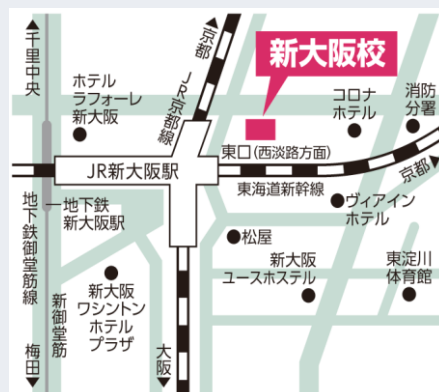 ▲千里中央
▲京都
JR京都線
新大阪校
ホテル
ラフォーレ
新大阪
コロナ
ホテル
消防
分署
東口(西淡路方面)
JR新大阪駅
東海道新幹線
京都▼
地下鉄
新大阪駅
ヴィアイン
ホテル
地下鉄御堂筋線
新御堂筋
松屋
新大阪
ユースホステル
東淀川
体育館
新大阪
ワシントン
ホテル
プラザ
梅田▼
大阪▼